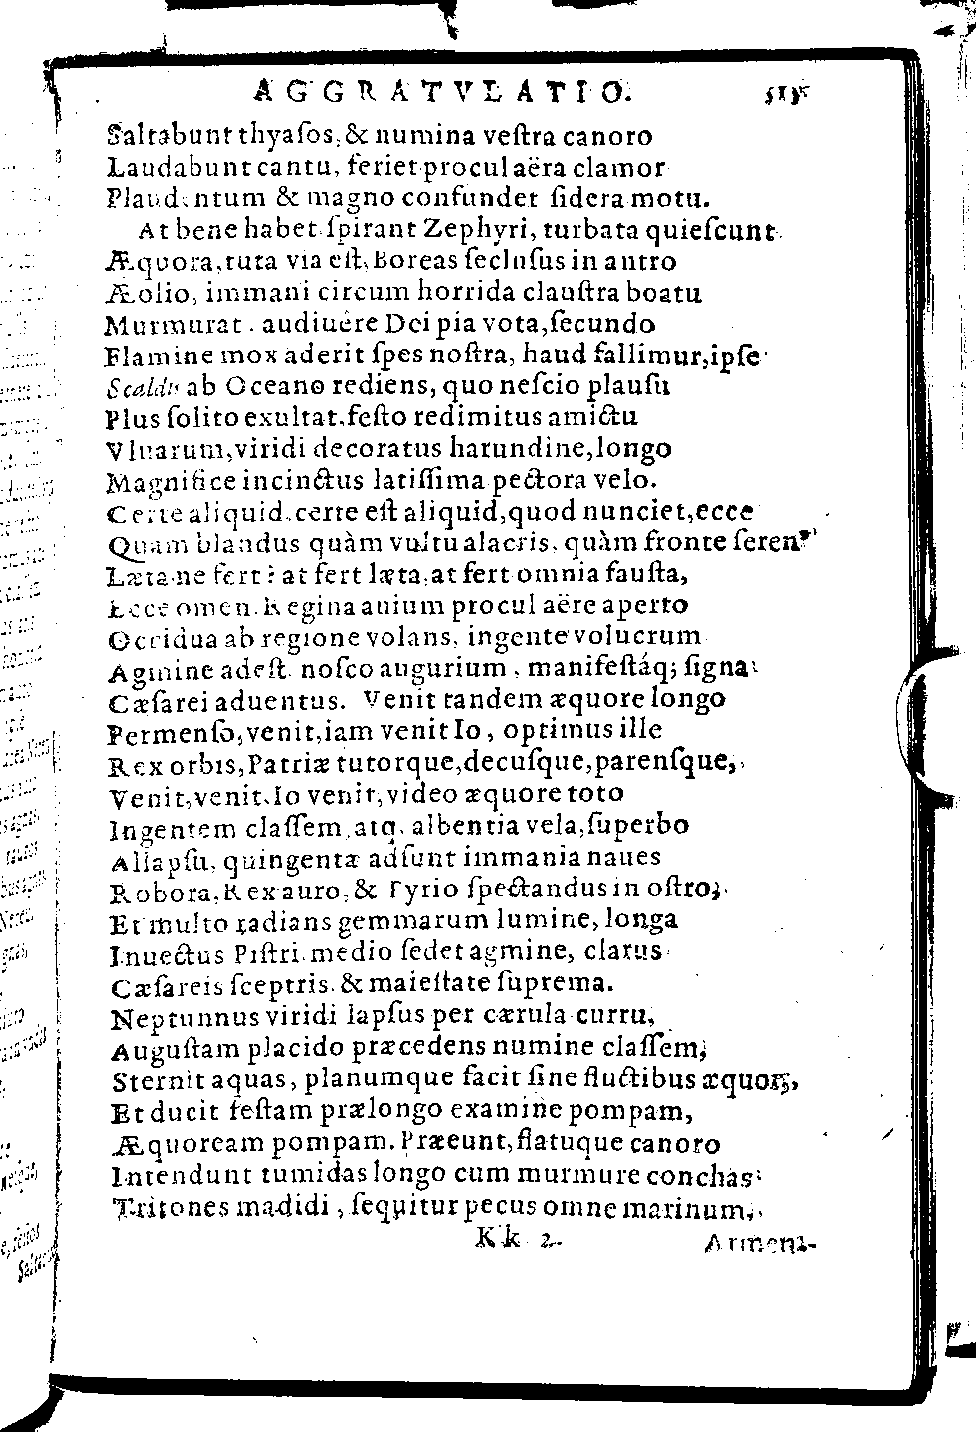 AGGRATVLATIO. 515
Saltabunt thyaſos, & numina veſtra canoro
Laudabunt cantu, feriet procul aëra clamor
Plaudentum & magno confundet ſidera motu.
At bene habet ſpirant Zephyri, turbata quieſcunt
Æquora, tuta via eſt, Boreas ſecluſus in antro
Æolio, immani circum horrida clauſtra boatu
Murmurat. audiuêre Dei pia vota, ſecundo
Flamine mox aderit ſpes noſtra, haud fallimur, ipſe
Scaldis ab Oceano rediens, quo neſcio plauſu
Plus ſolito exultat. feſto redimitus amictu
Vluarum, viridi decoratus harundine, longo
Magnifice incinctus latiſſima pectora velo.
Certe aliquid, certe eſt aliquid, quod nunciet, ecce
Quam blandus quàm vultu alacris, quàm fronte ſerenꝰ
Læta ne fert? at fert læta, at fert omnia fauſta,
Ecce omen. Regina auium procul aëre aperto
Occidua ab regione volans, ingente volucrum
Agmine adeſt. noſco augurium, manifeſtáq; ſigna
Cæſarei aduentus. Venit tandem æquore longo
Permenſo, venit, iam venit Io, optimus ille
Rex orbis, Patriæ tutorque, decuſque, parenſque,
Venit, venit, Io venit, video æquore toto
Ingentem claſſem atq. albentia vela, ſuperbo
Allapſu, quingentæ adſunt immania naues
Robora, Rex auro, & Tyrio ſpectandus in oſtro,
Et multo radians gemmarum lumine, longa
Inuectus Piſtri medio ſedet agmine, clarus
Cæſareis ſceptris. & maieſtate ſuprema.
Neptunnus viridi lapſus per cærula curru,
Auguſtam placido præcedens numine claſſem,
Sternit aquas, planumque facit ſine fluctibus æquoꝝ,
Et ducit feſtam prælongo examine pompam,
Æquoream pompam. Præeunt, flatuque canoro
Intendunt tumidas longo cum murmure conchas
Tritones madidi, ſequitur pecus omne marinum,
Kk 2 Armen-